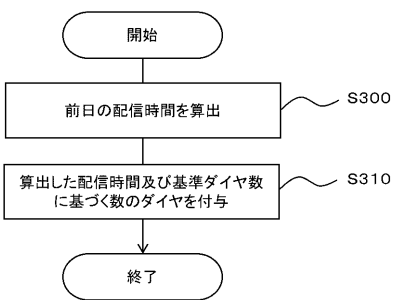 開始
前日の配信時間を算出
S300
算出した配信時間及び基準ダイヤ数
に基づく数のダイヤを付与
S310
終了